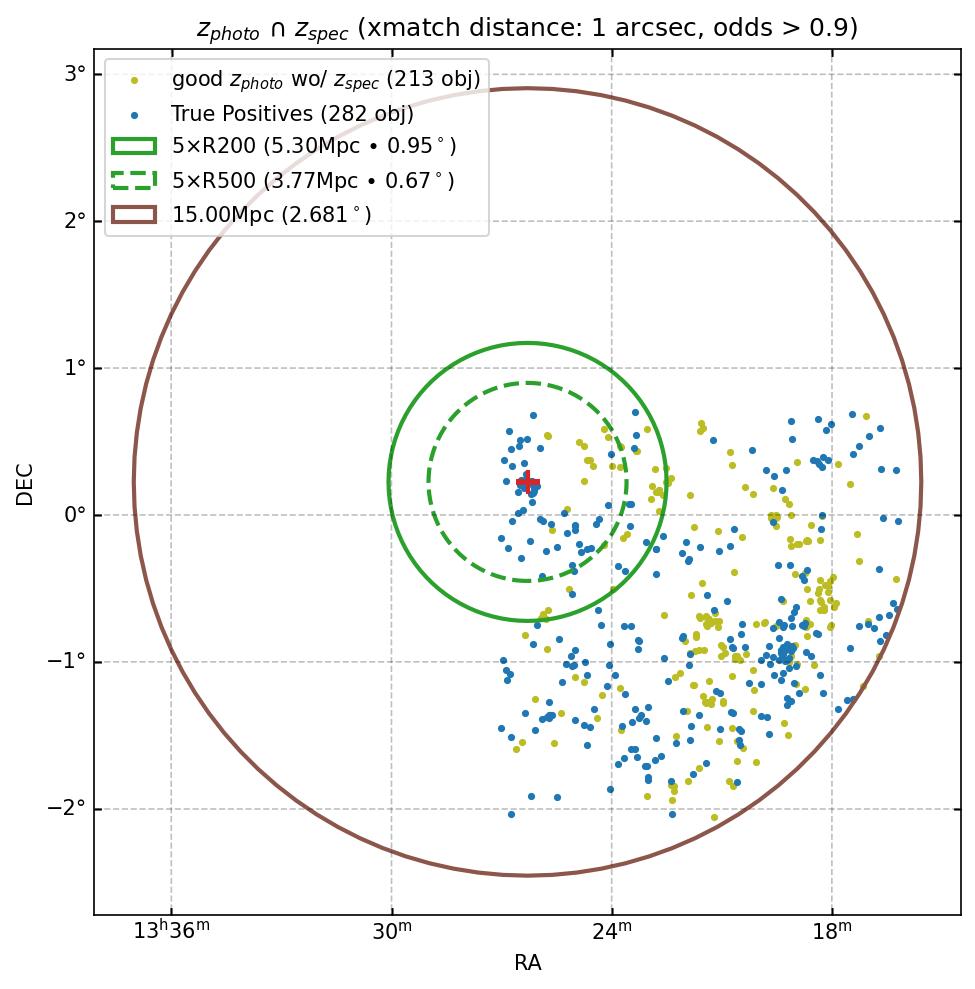 z_photo ∩ z_spec (xmatch distance: 1 arcsec, odds > 0.9)
good z_photo wo/ z_spec (213 obj)
True Positives (282 obj)
5×R200 (5.30Mpc • 0.95°)
5×R500 (3.77Mpc • 0.67°)
15.00Mpc (2.681°)
3°
2°
1°
0°
−1°
−2°
DEC
13ʰ36ᵐ 30ᵐ 24ᵐ 18ᵐ
RA